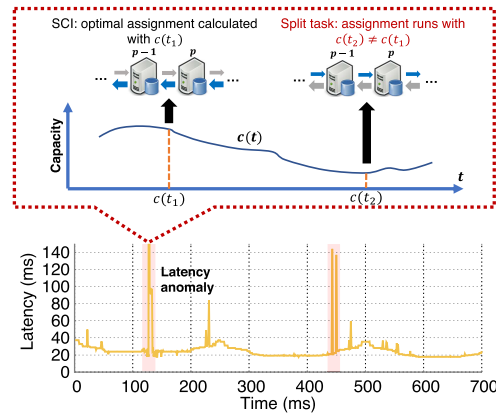 SCI: optimal assignment calculated
with c(t₁)
Split task: assignment runs with
c(t₂) ≠ c(t₁)
p − 1 p
p − 1 p
... ...
... ...
Capacity
c(t)
t
c(t₁)
c(t₂)
Latency (ms)
140
120
100
80
60
40
20
0
Latency
anomaly
0 100 200 300 400 500 600 700
Time (ms)